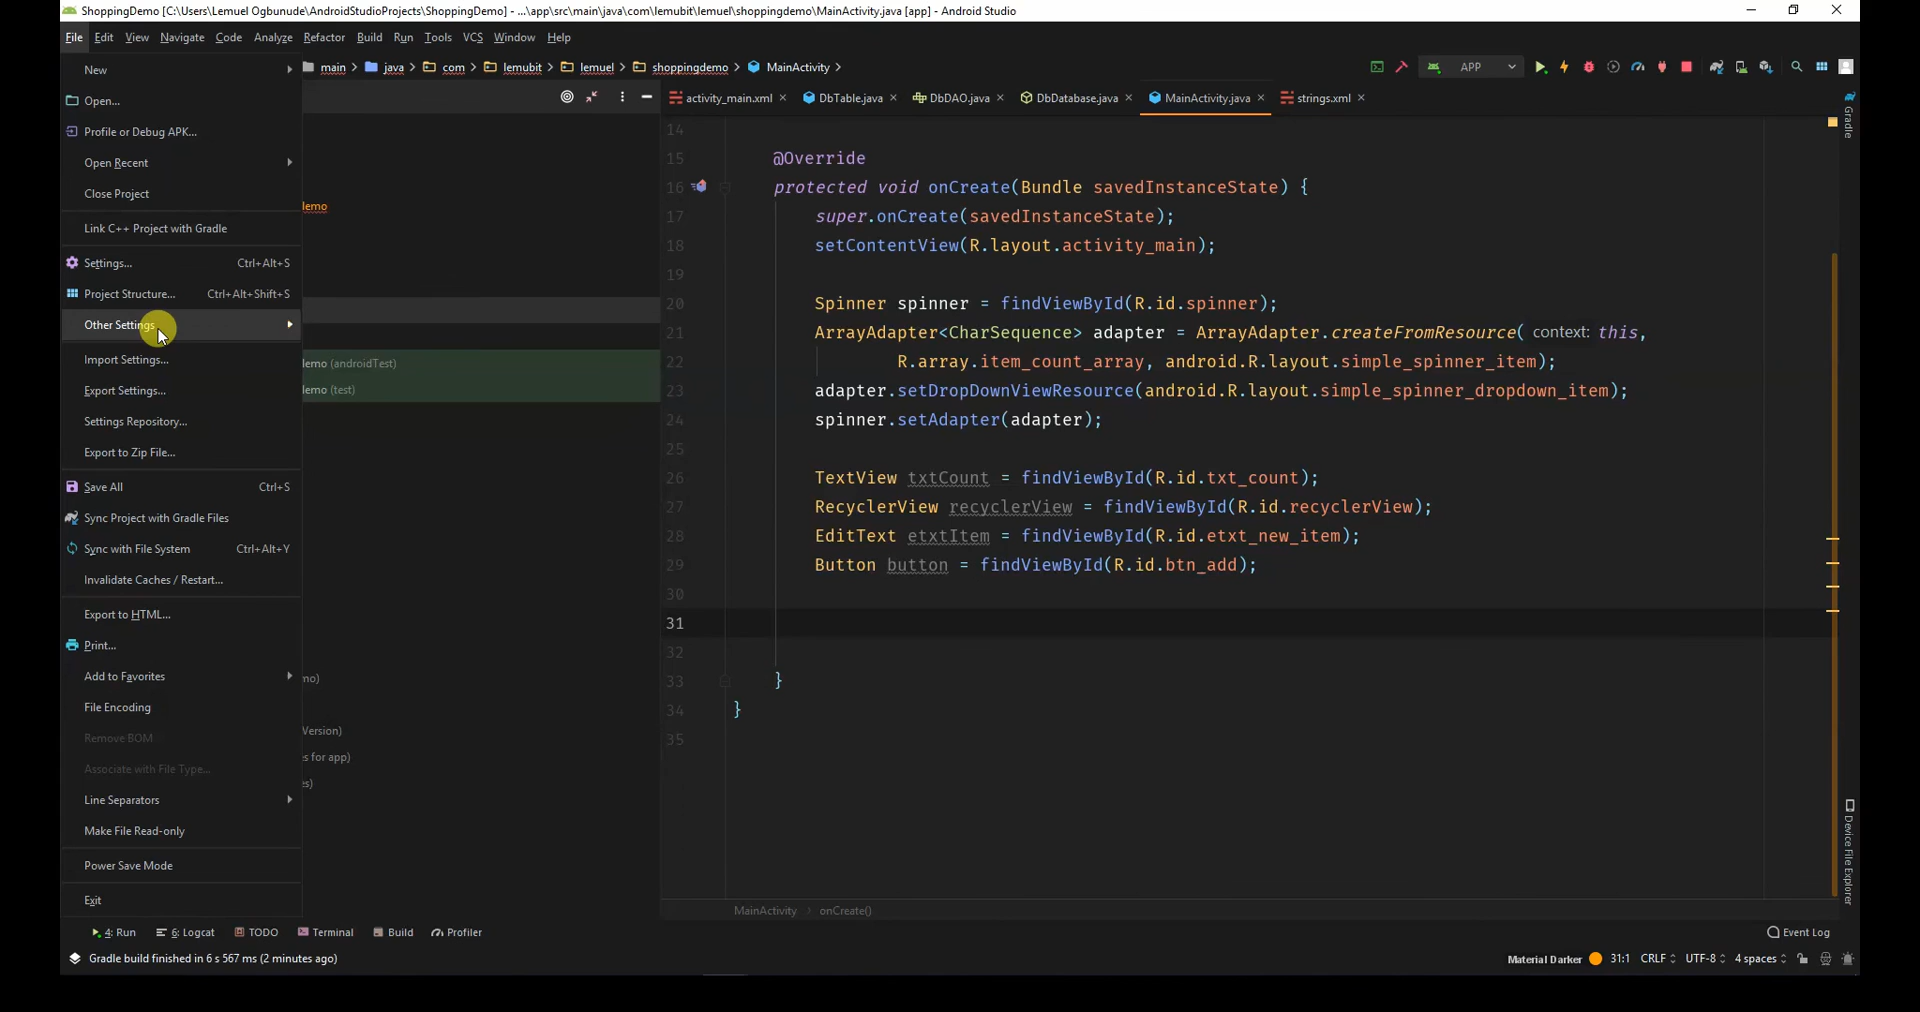 ShoppingDemo [C:\Users\Lemuel Ogbunude\AndroidStudioProjects\ShoppingDemo] - ...\app\src\main\java\com\lemubit\lemuel\shoppingdemo\MainActivity.java [app] - Android Studio
File Edit View Navigate Code Analyze Refactor Build Run Tools VCS Window Help
main java com lemubit lemuel shoppingdemo MainActivity APP
activity_main.xml DbTable.java DbDAO.java DbDatabase.java MainActivity.java strings.xml
New
Open...
Profile or Debug APK...
Open Recent
Close Project
Link C++ Project with Gradle
Settings... Ctrl+Alt+S
Project Structure... Ctrl+Alt+Shift+S
Other Settings
Import Settings...
Export Settings...
Settings Repository...
Export to Zip File...
Save All Ctrl+S
Sync Project with Gradle Files
Sync with File System Ctrl+Alt+Y
Invalidate Caches / Restart...
Export to HTML...
Print...
Add to Favorites
File Encoding
Remove BOM
Associate with File Type...
Line Separators
Make File Read-only
Power Save Mode
Exit
demo
demo (androidTest)
demo (test)
mo)
Version)
es for app)
es)
14
15 @Override
16 protected void onCreate(Bundle savedInstanceState) {
17 super.onCreate(savedInstanceState);
18 setContentView(R.layout.activity_main);
19
20 Spinner spinner = findViewById(R.id.spinner);
21 ArrayAdapter<CharSequence> adapter = ArrayAdapter.createFromResource( context: this,
22 R.array.item_count_array, android.R.layout.simple_spinner_item);
23 adapter.setDropDownViewResource(android.R.layout.simple_spinner_dropdown_item);
24 spinner.setAdapter(adapter);
25
26 TextView txtCount = findViewById(R.id.txt_count);
27 RecyclerView recyclerView = findViewById(R.id.recyclerView);
28 EditText etxtItem = findViewById(R.id.etxt_new_item);
29 Button button = findViewById(R.id.btn_add);
30
31
32
33 }
34 }
35
Gradle
Device File Explorer
MainActivity onCreate()
4: Run 6: Logcat TODO Terminal Build Profiler Event Log
Gradle build finished in 6 s 567 ms (2 minutes ago) Material Darker 31:1 CRLF UTF-8 4 spaces